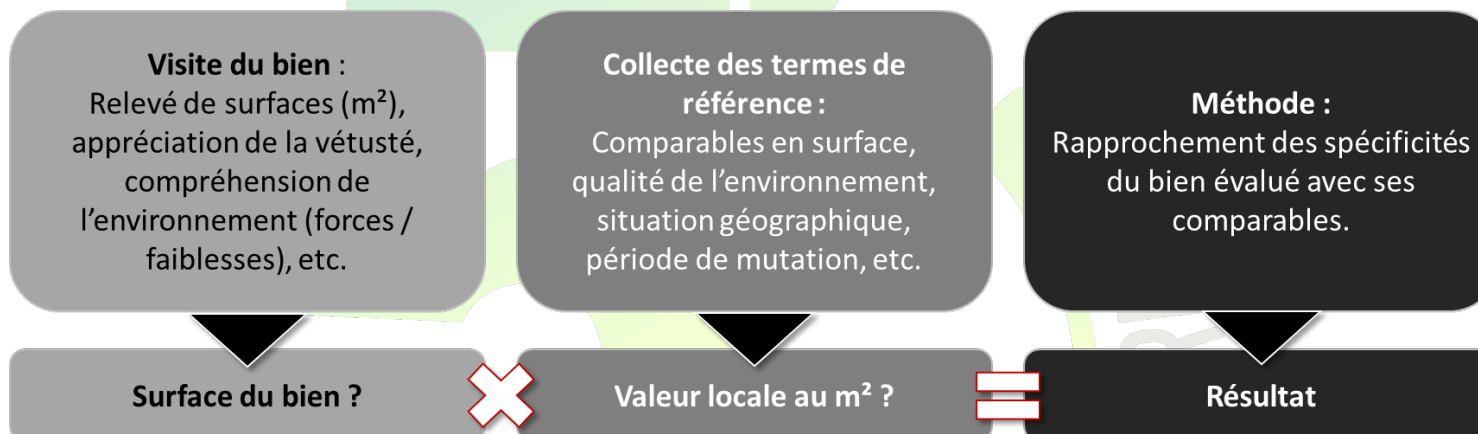 Visite du bien :
Relevé de surfaces (m²),
appréciation de la vétusté,
compréhension de
l’environnement (forces /
faiblesses), etc.
Collecte des termes de
référence :
Comparables en surface,
qualité de l’environnement,
situation géographique,
période de mutation, etc.
Méthode :
Rapprochement des spécificités
du bien évalué avec ses
comparables.
Surface du bien ?
Valeur locale au m² ?
Résultat